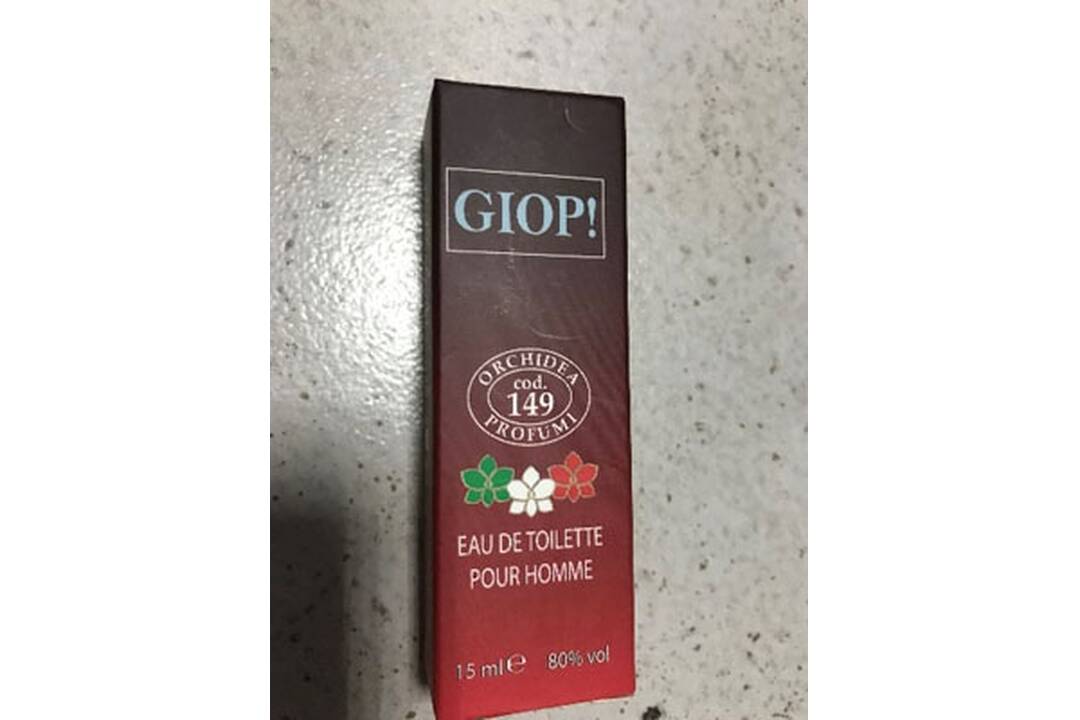 GIOP!
ORCHIDEA
cod.
149
PROFUMI
EAU DE TOILETTE
POUR HOMME
15 ml ℮ 80% vol